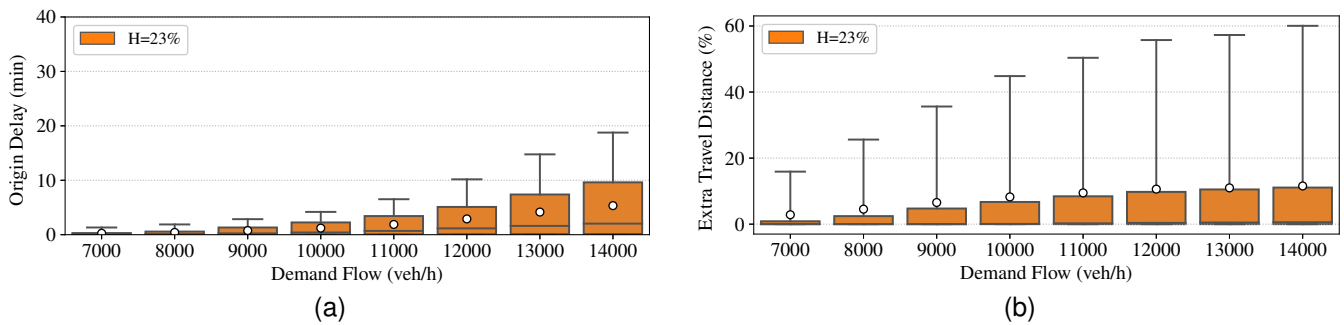 40
30
20
10
0
Origin Delay (min)
H=23%
7000 8000 9000 10000 11000 12000 13000 14000
Demand Flow (veh/h)
(a)
60
40
20
0
Extra Travel Distance (%)
H=23%
7000 8000 9000 10000 11000 12000 13000 14000
Demand Flow (veh/h)
(b)